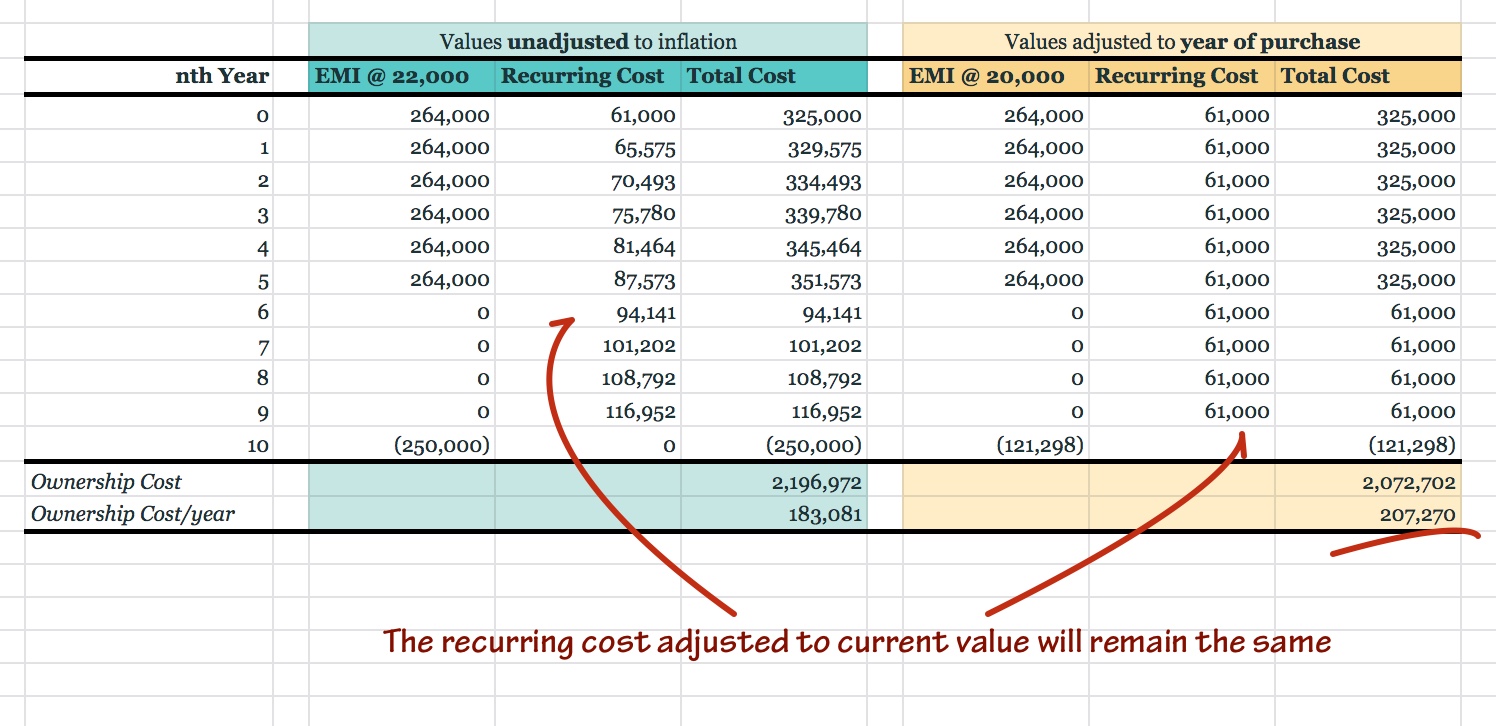 Values unadjusted to inflation Values adjusted to year of purchase
nth Year EMI @ 22,000 Recurring Cost Total Cost EMI @ 20,000 Recurring Cost Total Cost
0 264,000 61,000 325,000 264,000 61,000 325,000
1 264,000 65,575 329,575 264,000 61,000 325,000
2 264,000 70,493 334,493 264,000 61,000 325,000
3 264,000 75,780 339,780 264,000 61,000 325,000
4 264,000 81,464 345,464 264,000 61,000 325,000
5 264,000 87,573 351,573 264,000 61,000 325,000
6 0 94,141 94,141 0 61,000 61,000
7 0 101,202 101,202 0 61,000 61,000
8 0 108,792 108,792 0 61,000 61,000
9 0 116,952 116,952 0 61,000 61,000
10 (250,000) 0 (250,000) (121,298) (121,298)
Ownership Cost 2,196,972 2,072,702
Ownership Cost/year 183,081 207,270
The recurring cost adjusted to current value will remain the same